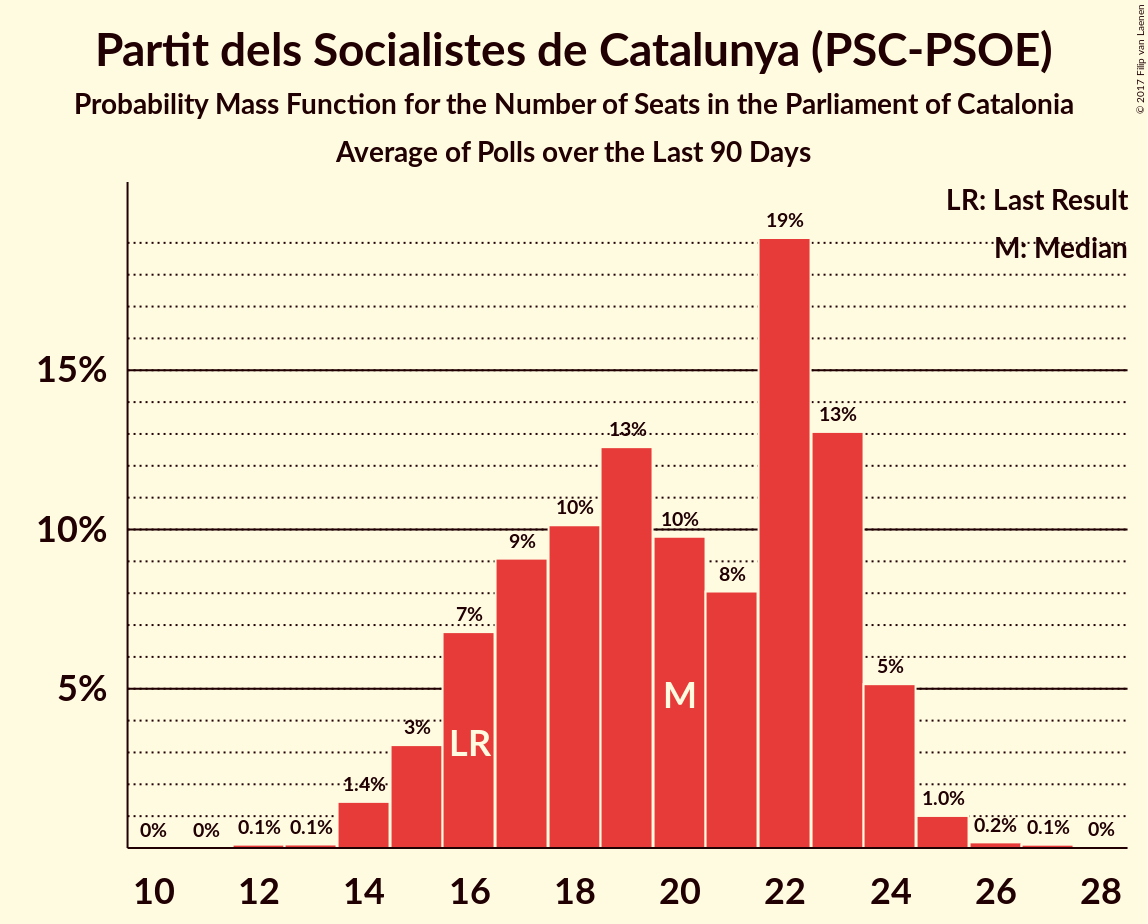 Partit dels Socialistes de Catalunya (PSC-PSOE)
Probability Mass Function for the Number of Seats in the Parliament of Catalonia
Average of Polls over the Last 90 Days
© 2017 Filip van Laenen
LR: Last Result
M: Median
19%
15%
13%
13%
10%
10%
10%
9%
8%
7%
5%
5%
M
3%
LR
1.4%
1.0%
0%
0%
0.1%
0.1%
0.2%
0.1%
0%
10 12 14 16 18 20 22 24 26 28